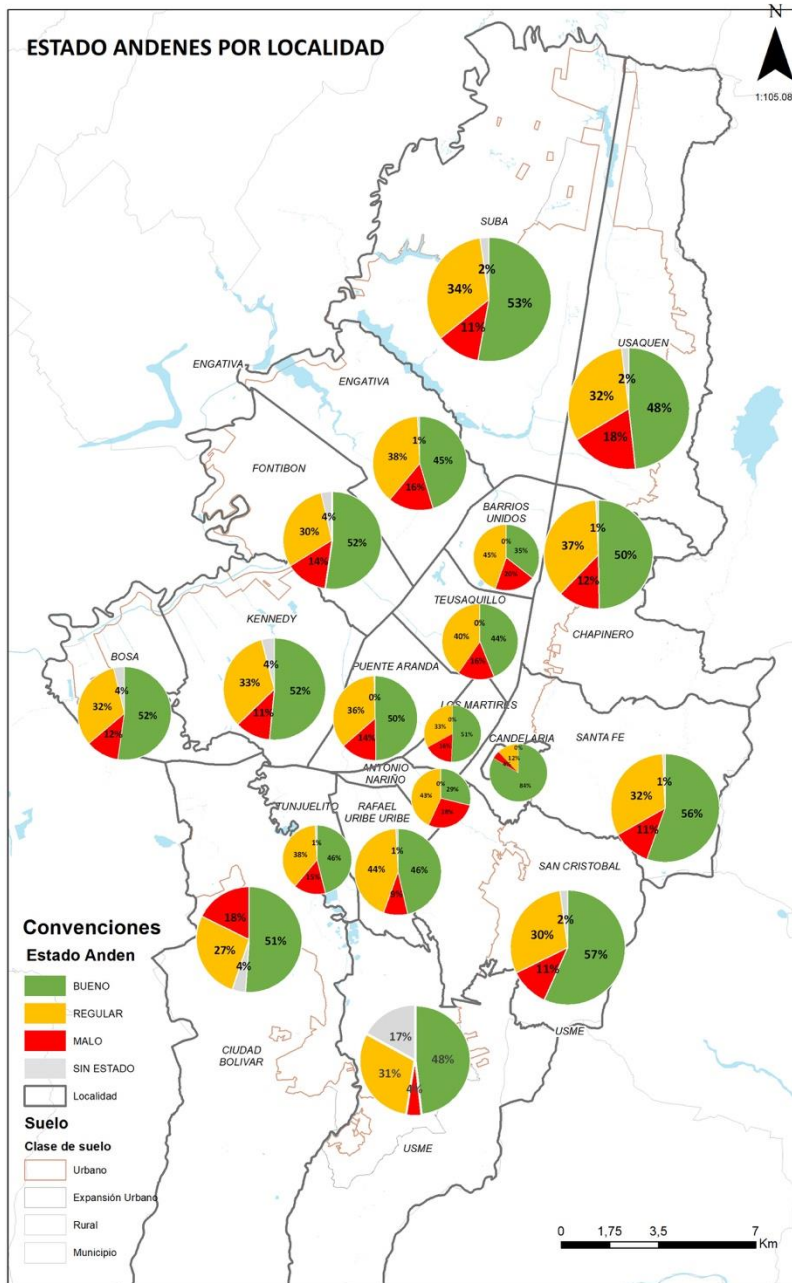 ESTADO ANDENES POR LOCALIDAD
N
1:105.08
SUBA
2%
34%
53%
11%
USAQUEN
2%
32%
48%
18%
ENGATIVA
ENGATIVA
1%
38%
45%
16%
FONTIBON
4%
30%
52%
14%
BARRIOS
UNIDOS
0%
35%
45%
20%
1%
37%
50%
12%
CHAPINERO
TEUSAQUILLO
0%
40%
44%
16%
KENNEDY
4%
33%
52%
11%
BOSA
4%
32%
52%
12%
PUENTE ARANDA
0%
36%
50%
14%
LOS MARTIRES
0%
33%
51%
16%
CANDELARIA
0%
12%
84%
SANTA FE
1%
32%
56%
11%
ANTONIO
NARIÑO
0%
29%
43%
TUNJUELITO
1%
38%
46%
15%
RAFAEL
URIBE URIBE
1%
44%
46%
9%
SAN CRISTOBAL
2%
30%
57%
11%
USME
18%
51%
27%
4%
CIUDAD
BOLIVAR
17%
48%
31%
4%
USME
Convenciones
Estado Anden
BUENO
REGULAR
MALO
SIN ESTADO
Localidad
Suelo
Clase de suelo
Urbano
Expansión Urbano
Rural
Municipio
0 1,75 3,5 7
Km